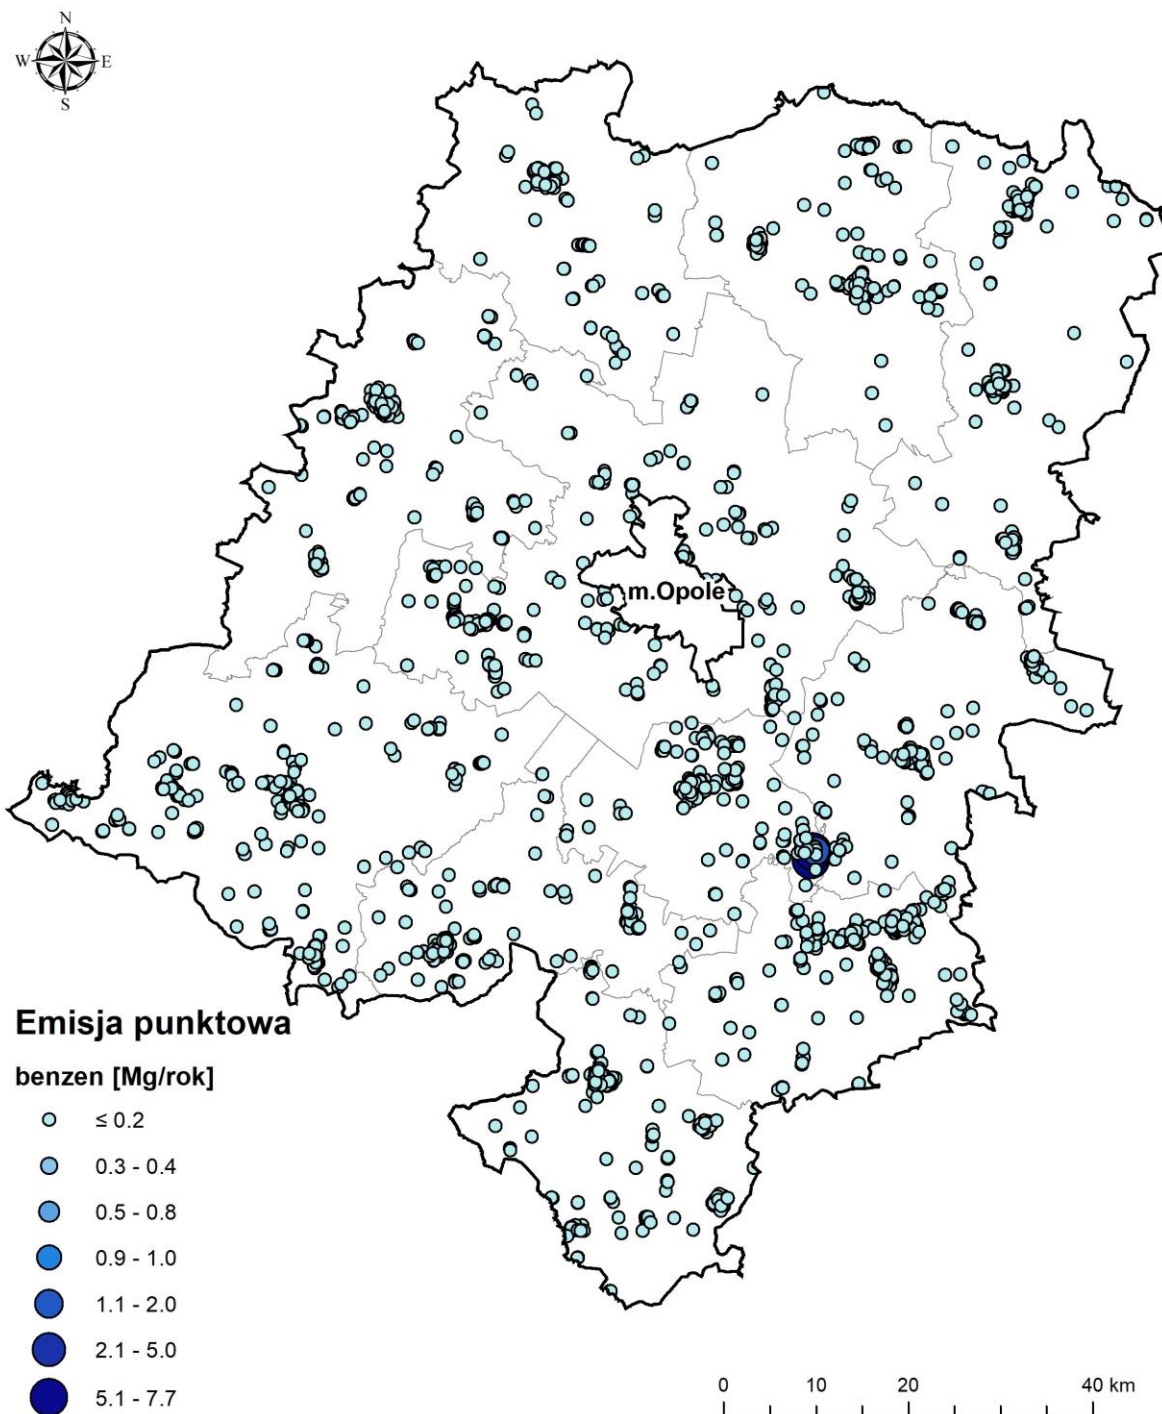 N
W E
S
m.Opole
Emisja punktowa
benzen [Mg/rok]
≤ 0.2
0.3 - 0.4
0.5 - 0.8
0.9 - 1.0
1.1 - 2.0
2.1 - 5.0
5.1 - 7.7
0 10 20 40 km